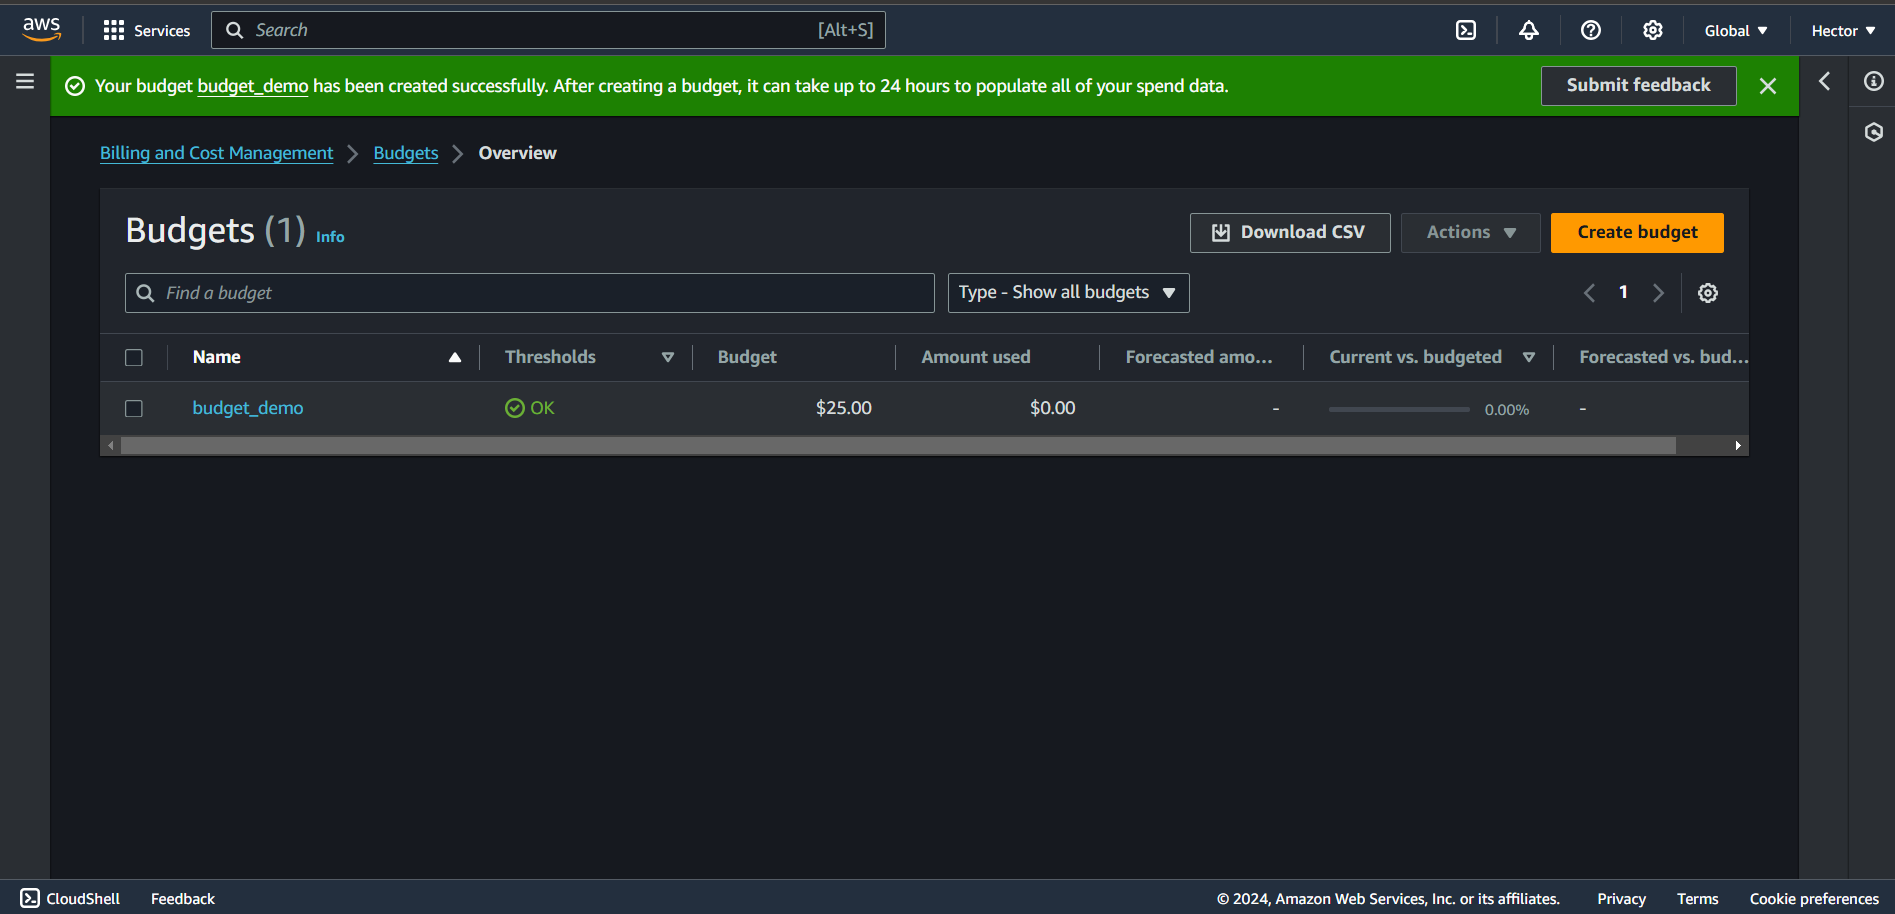 aws Services Search [Alt+S] Global Hector
Your budget budget_demo has been created successfully. After creating a budget, it can take up to 24 hours to populate all of your spend data. Submit feedback
Billing and Cost Management Budgets Overview
Budgets (1) Info Download CSV Actions Create budget
Find a budget Type - Show all budgets 1
Name Thresholds Budget Amount used Forecasted amo... Current vs. budgeted Forecasted vs. bud...
budget_demo OK $25.00 $0.00 - 0.00% -
CloudShell Feedback © 2024, Amazon Web Services, Inc. or its affiliates. Privacy Terms Cookie preferences